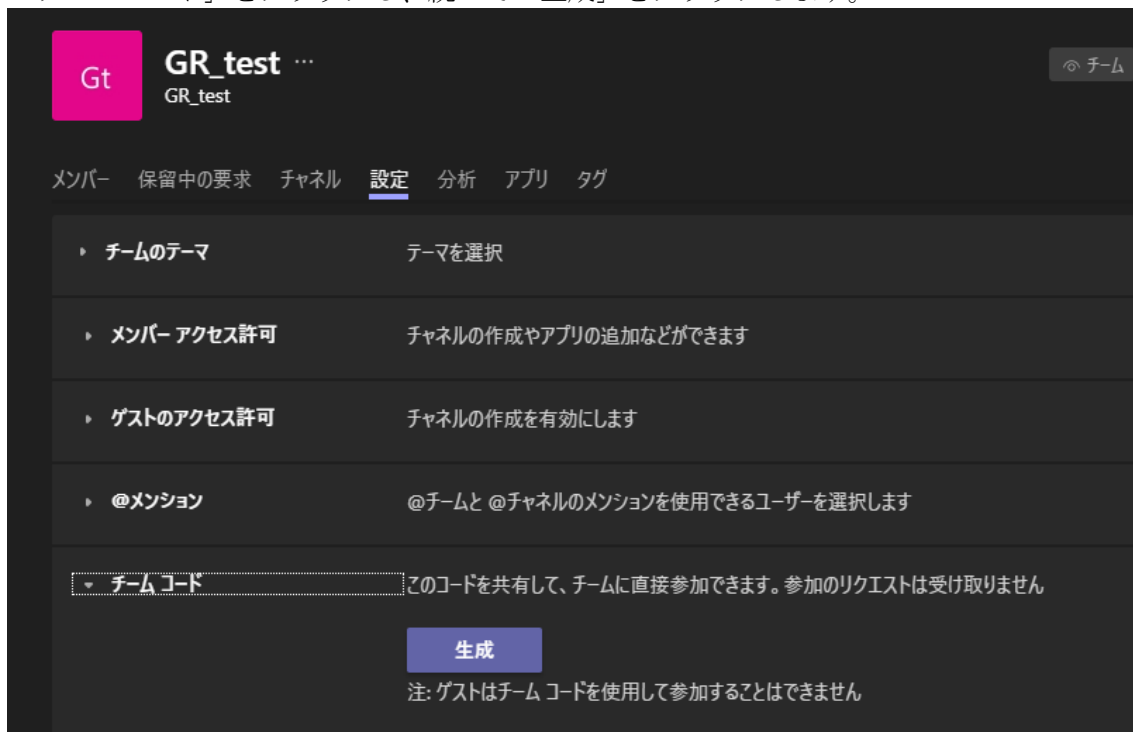 Gt
GR_test ...
GR_test
チーム
メンバー 保留中の要求 チャネル 設定 分析 アプリ タグ
チームのテーマ テーマを選択
メンバー アクセス許可 チャネルの作成やアプリの追加などができます
ゲストのアクセス許可 チャネルの作成を有効にします
@メンション @チームと @チャネルのメンションを使用できるユーザーを選択します
チーム コード このコードを共有して、チームに直接参加できます。参加のリクエストは受け取りません
生成
注: ゲストはチーム コードを使用して参加することはできません